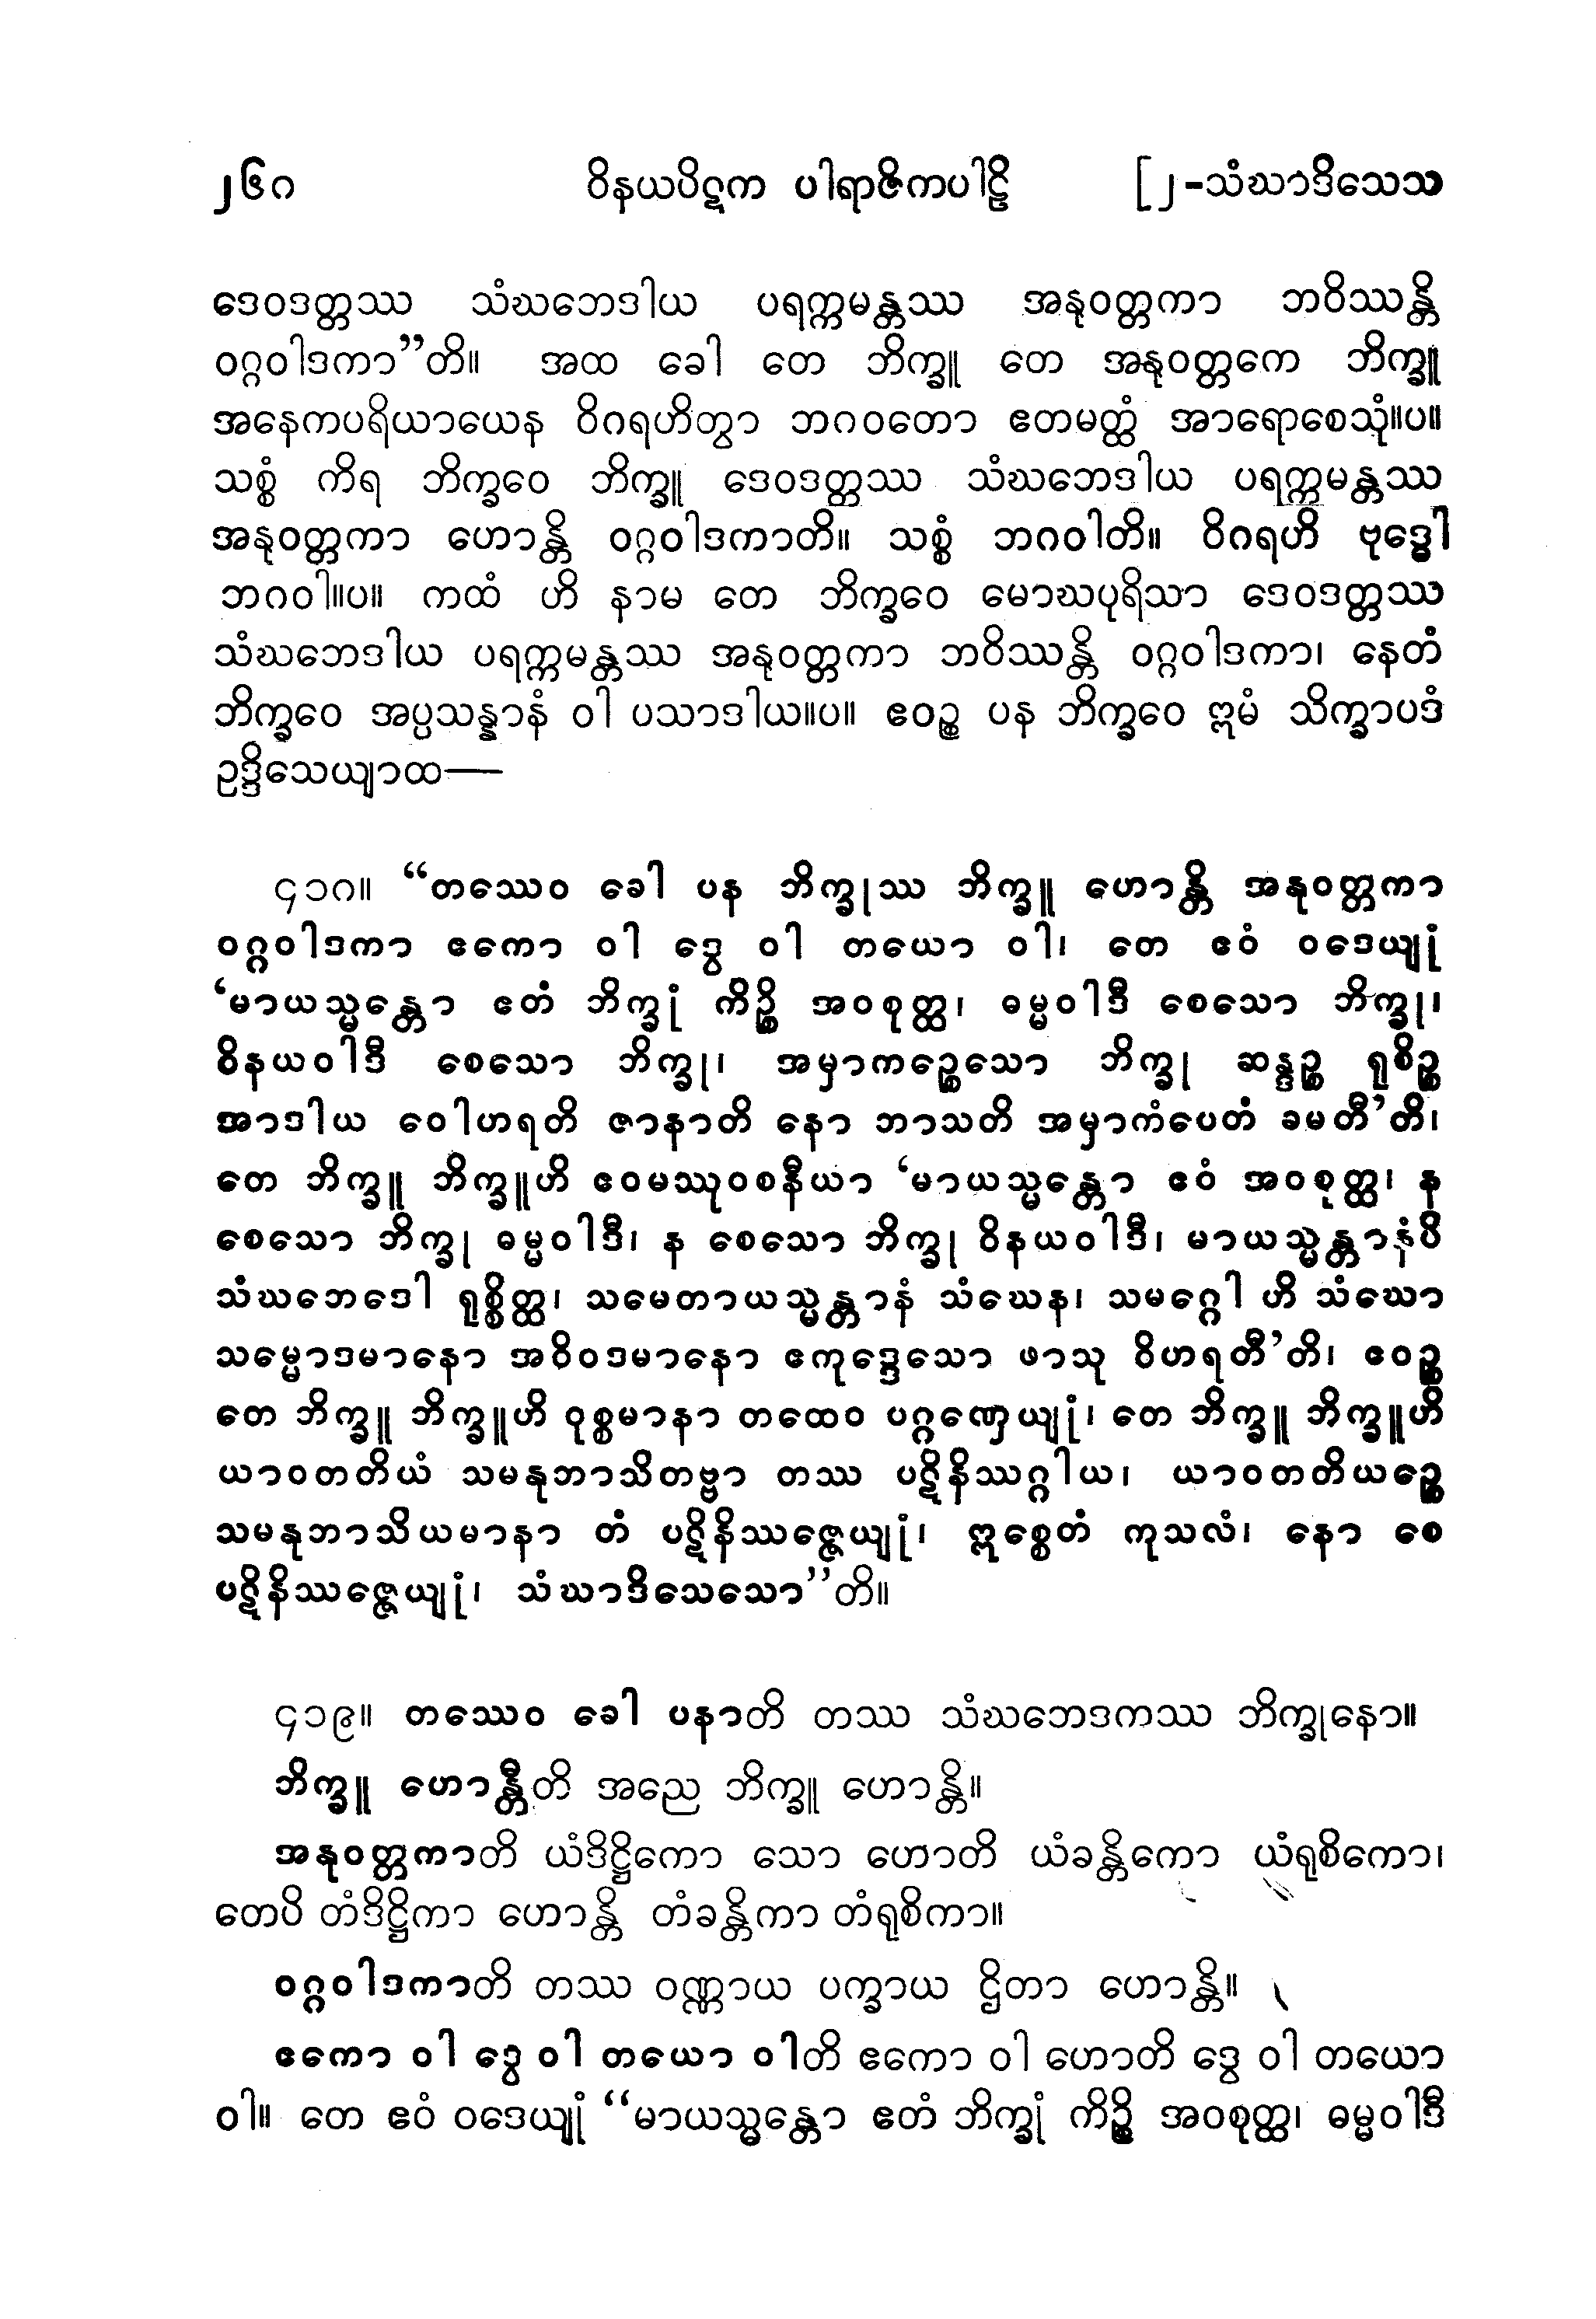 ၂၆၈ ဝိနယပိဋက ပါရာဇိကပါဠိ [၂-သံဃာဒိသေသ
ဒေဝဒတ္တဿ သံဃဘေဒါယ ပရက္ကမန္တဿ အနုဝတ္တကာ ဘဝိဿန္တိ
ဝဂ္ဂဝါဒကာ”တိ။ အထ ခေါ တေ ဘိက္ခူ တေ အနုဝတ္တကေ ဘိက္ခူ
အနေကပရိယာယေန ဝိဂရဟိတွာ ဘဂဝတော ဧတမတ္ထံ အာရောစေသုံ။ပ။
သစ္စံ ကိရ ဘိက္ခဝေ ဘိက္ခူ ဒေဝဒတ္တဿ သံဃဘေဒါယ ပရက္ကမန္တဿ
အနုဝတ္တကာ ဟောန္တိ ဝဂ္ဂဝါဒကာတိ။ သစ္စံ ဘဂဝါတိ။ ဝိဂရဟိ ဗုဒ္ဓေါ
ဘဂဝါ။ပ။ ကထံ ဟိ နာမ တေ ဘိက္ခဝေ မောဃပုရိသာ ဒေဝဒတ္တဿ
သံဃဘေဒါယ ပရက္ကမန္တဿ အနုဝတ္တကာ ဘဝိဿန္တိ ဝဂ္ဂဝါဒကာ၊ နေတံ
ဘိက္ခဝေ အပ္ပသန္နာနံ ဝါ ပသာဒါယ။ပ။ ဧဝဉ္စ ပန ဘိက္ခဝေ ဣမံ သိက္ခာပဒံ
ဥဒ္ဒိသေယျာထ—
၄၁၈။ “တဿေဝ ခေါ ပန ဘိက္ခုဿ ဘိက္ခူ ဟောန္တိ အနုဝတ္တကာ
ဝဂ္ဂဝါဒကာ ဧကော ဝါ ဒွေ ဝါ တယော ဝါ၊ တေ ဧဝံ ဝဒေယျုံ
‘မာယသ္မန္တော ဧတံ ဘိက္ခုံ ကိဉ္စိ အဝစုတ္ထ၊ ဓမ္မဝါဒီ စေသော ဘိက္ခု၊
ဝိနယဝါဒီ စေသော ဘိက္ခု၊ အမှာကဉ္စေသော ဘိက္ခု ဆန္ဒဉ္စ ရုစိဉ္စ
အာဒါယ ဝေါဟရတိ ဇာနာတိ နော ဘာသတိ အမှာကံပေတံ ခမတီ’တိ၊
တေ ဘိက္ခူ ဘိက္ခူဟိ ဧဝမဿုဝစနီယာ ‘မာယသ္မန္တော ဧဝံ အဝစုတ္ထ၊ န
စေသော ဘိက္ခု ဓမ္မဝါဒီ၊ န စေသော ဘိက္ခု ဝိနယဝါဒီ၊ မာယသ္မန္တာနံပိ
သံဃဘေဒေါ ရုစ္စိတ္ထ၊ သမေတာယသ္မန္တာနံ သံဃေန၊ သမဂ္ဂေါ ဟိ သံဃော
သမ္မောဒမာနော အဝိဝဒမာနော ဧကုဒ္ဒေသော ဖာသု ဝိဟရတီ’တိ၊ ဧဝဉ္စ
တေ ဘိက္ခူ ဘိက္ခူဟိ ဝုစ္စမာနာ တထေဝ ပဂ္ဂဏှေယျုံ၊ တေ ဘိက္ခူ ဘိက္ခူဟိ
ယာဝတတိယံ သမနုဘာသိတဗ္ဗာ တဿ ပဋိနိဿဂ္ဂါယ၊ ယာဝတတိယဉ္စေ
သမနုဘာသိယမာနာ တံ ပဋိနိဿဇ္ဇေယျုံ၊ ဣစ္စေတံ ကုသလံ၊ နော စေ
ပဋိနိဿဇ္ဇေယျုံ၊ သံဃာဒိသေသော”တိ။
၄၁၉။ တဿေဝ ခေါ ပနာတိ တဿ သံဃဘေဒကဿ ဘိက္ခုနော။
ဘိက္ခူ ဟောန္တီတိ အညေ ဘိက္ခူ ဟောန္တိ။
အနုဝတ္တကာတိ ယံဒိဋ္ဌိကော သော ဟောတိ ယံခန္တိကော ယံရုစိကော၊
တေပိ တံဒိဋ္ဌိကာ ဟောန္တိ တံခန္တိကာ တံရုစိကာ။
ဝဂ္ဂဝါဒကာတိ တဿ ဝဏ္ဏာယ ပက္ခာယ ဌိတာ ဟောန္တိ။
ဧကော ဝါ ဒွေ ဝါ တယော ဝါတိ ဧကော ဝါ ဟောတိ ဒွေ ဝါ တယော
ဝါ။ တေ ဧဝံ ဝဒေယျုံ “မာယသ္မန္တော ဧတံ ဘိက္ခုံ ကိဉ္စိ အဝစုတ္ထ၊ ဓမ္မဝါဒီ